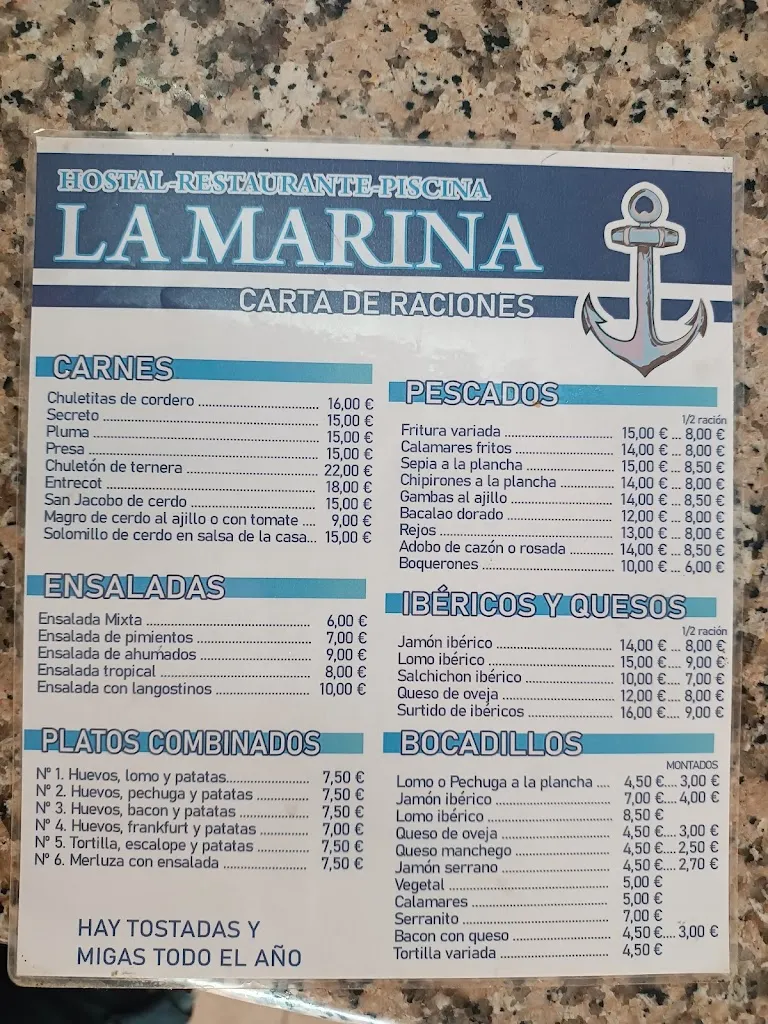 HOSTAL-RESTAURANTE-PISCINA
LA MARINA
CARTA DE RACIONES
CARNES
Chuletitas de cordero 16,00 €
Secreto 15,00 €
Pluma 15,00 €
Presa 15,00 €
Chuletón de ternera 22,00 €
Entrecot 18,00 €
San Jacobo de cerdo 15,00 €
Magro de cerdo al ajillo o con tomate .... 9,00 €
Solomillo de cerdo en salsa de la casa... 15,00 €
ENSALADAS
Ensalada Mixta 6,00 €
Ensalada de pimientos 7,00 €
Ensalada de ahumados 9,00 €
Ensalada tropical 8,00 €
Ensalada con langostinos 10,00 €
PLATOS COMBINADOS
Nº 1. Huevos, lomo y patatas 7,50 €
Nº 2. Huevos, pechuga y patatas 7,50 €
Nº 3. Huevos, bacon y patatas 7,50 €
Nº 4. Huevos, frankfurt y patatas 7,00 €
Nº 5. Tortilla, escalope y patatas 7,50 €
Nº 6. Merluza con ensalada 7,50 €
HAY TOSTADAS Y
MIGAS TODO EL AÑO
PESCADOS
1/2 ración
Fritura variada 15,00 € ... 8,00 €
Calamares fritos 14,00 € ... 8,00 €
Sepia a la plancha 15,00 € ... 8,50 €
Chipirones a la plancha 14,00 € ... 8,00 €
Gambas al ajillo 14,00 € ... 8,50 €
Bacalao dorado 12,00 € ... 8,00 €
Rejos 13,00 € ... 8,00 €
Adobo de cazón o rosada 14,00 € ... 8,50 €
Boquerones 10,00 € ... 6,00 €
IBÉRICOS Y QUESOS
1/2 ración
Jamón ibérico 14,00 € ... 8,00 €
Lomo ibérico 15,00 € .... 9,00 €
Salchichon ibérico 10,00 € .... 7,00 €
Queso de oveja 12,00 € .... 8,00 €
Surtido de ibéricos 16,00 € .... 9,00 €
BOCADILLOS
MONTADOS
Lomo o Pechuga a la plancha .... 4,50 €.... 3,00 €
Jamón ibérico 7,00 €.... 4,00 €
Lomo ibérico 8,50 €
Queso de oveja 4,50 €.... 3,00 €
Queso manchego 4,50 €.... 2,50 €
Jamón serrano 4,50 €.... 2,70 €
Vegetal 5,00 €
Calamares 5,00 €
Serranito 7,00 €
Bacon con queso 4,50 €.... 3,00 €
Tortilla variada 4,50 €